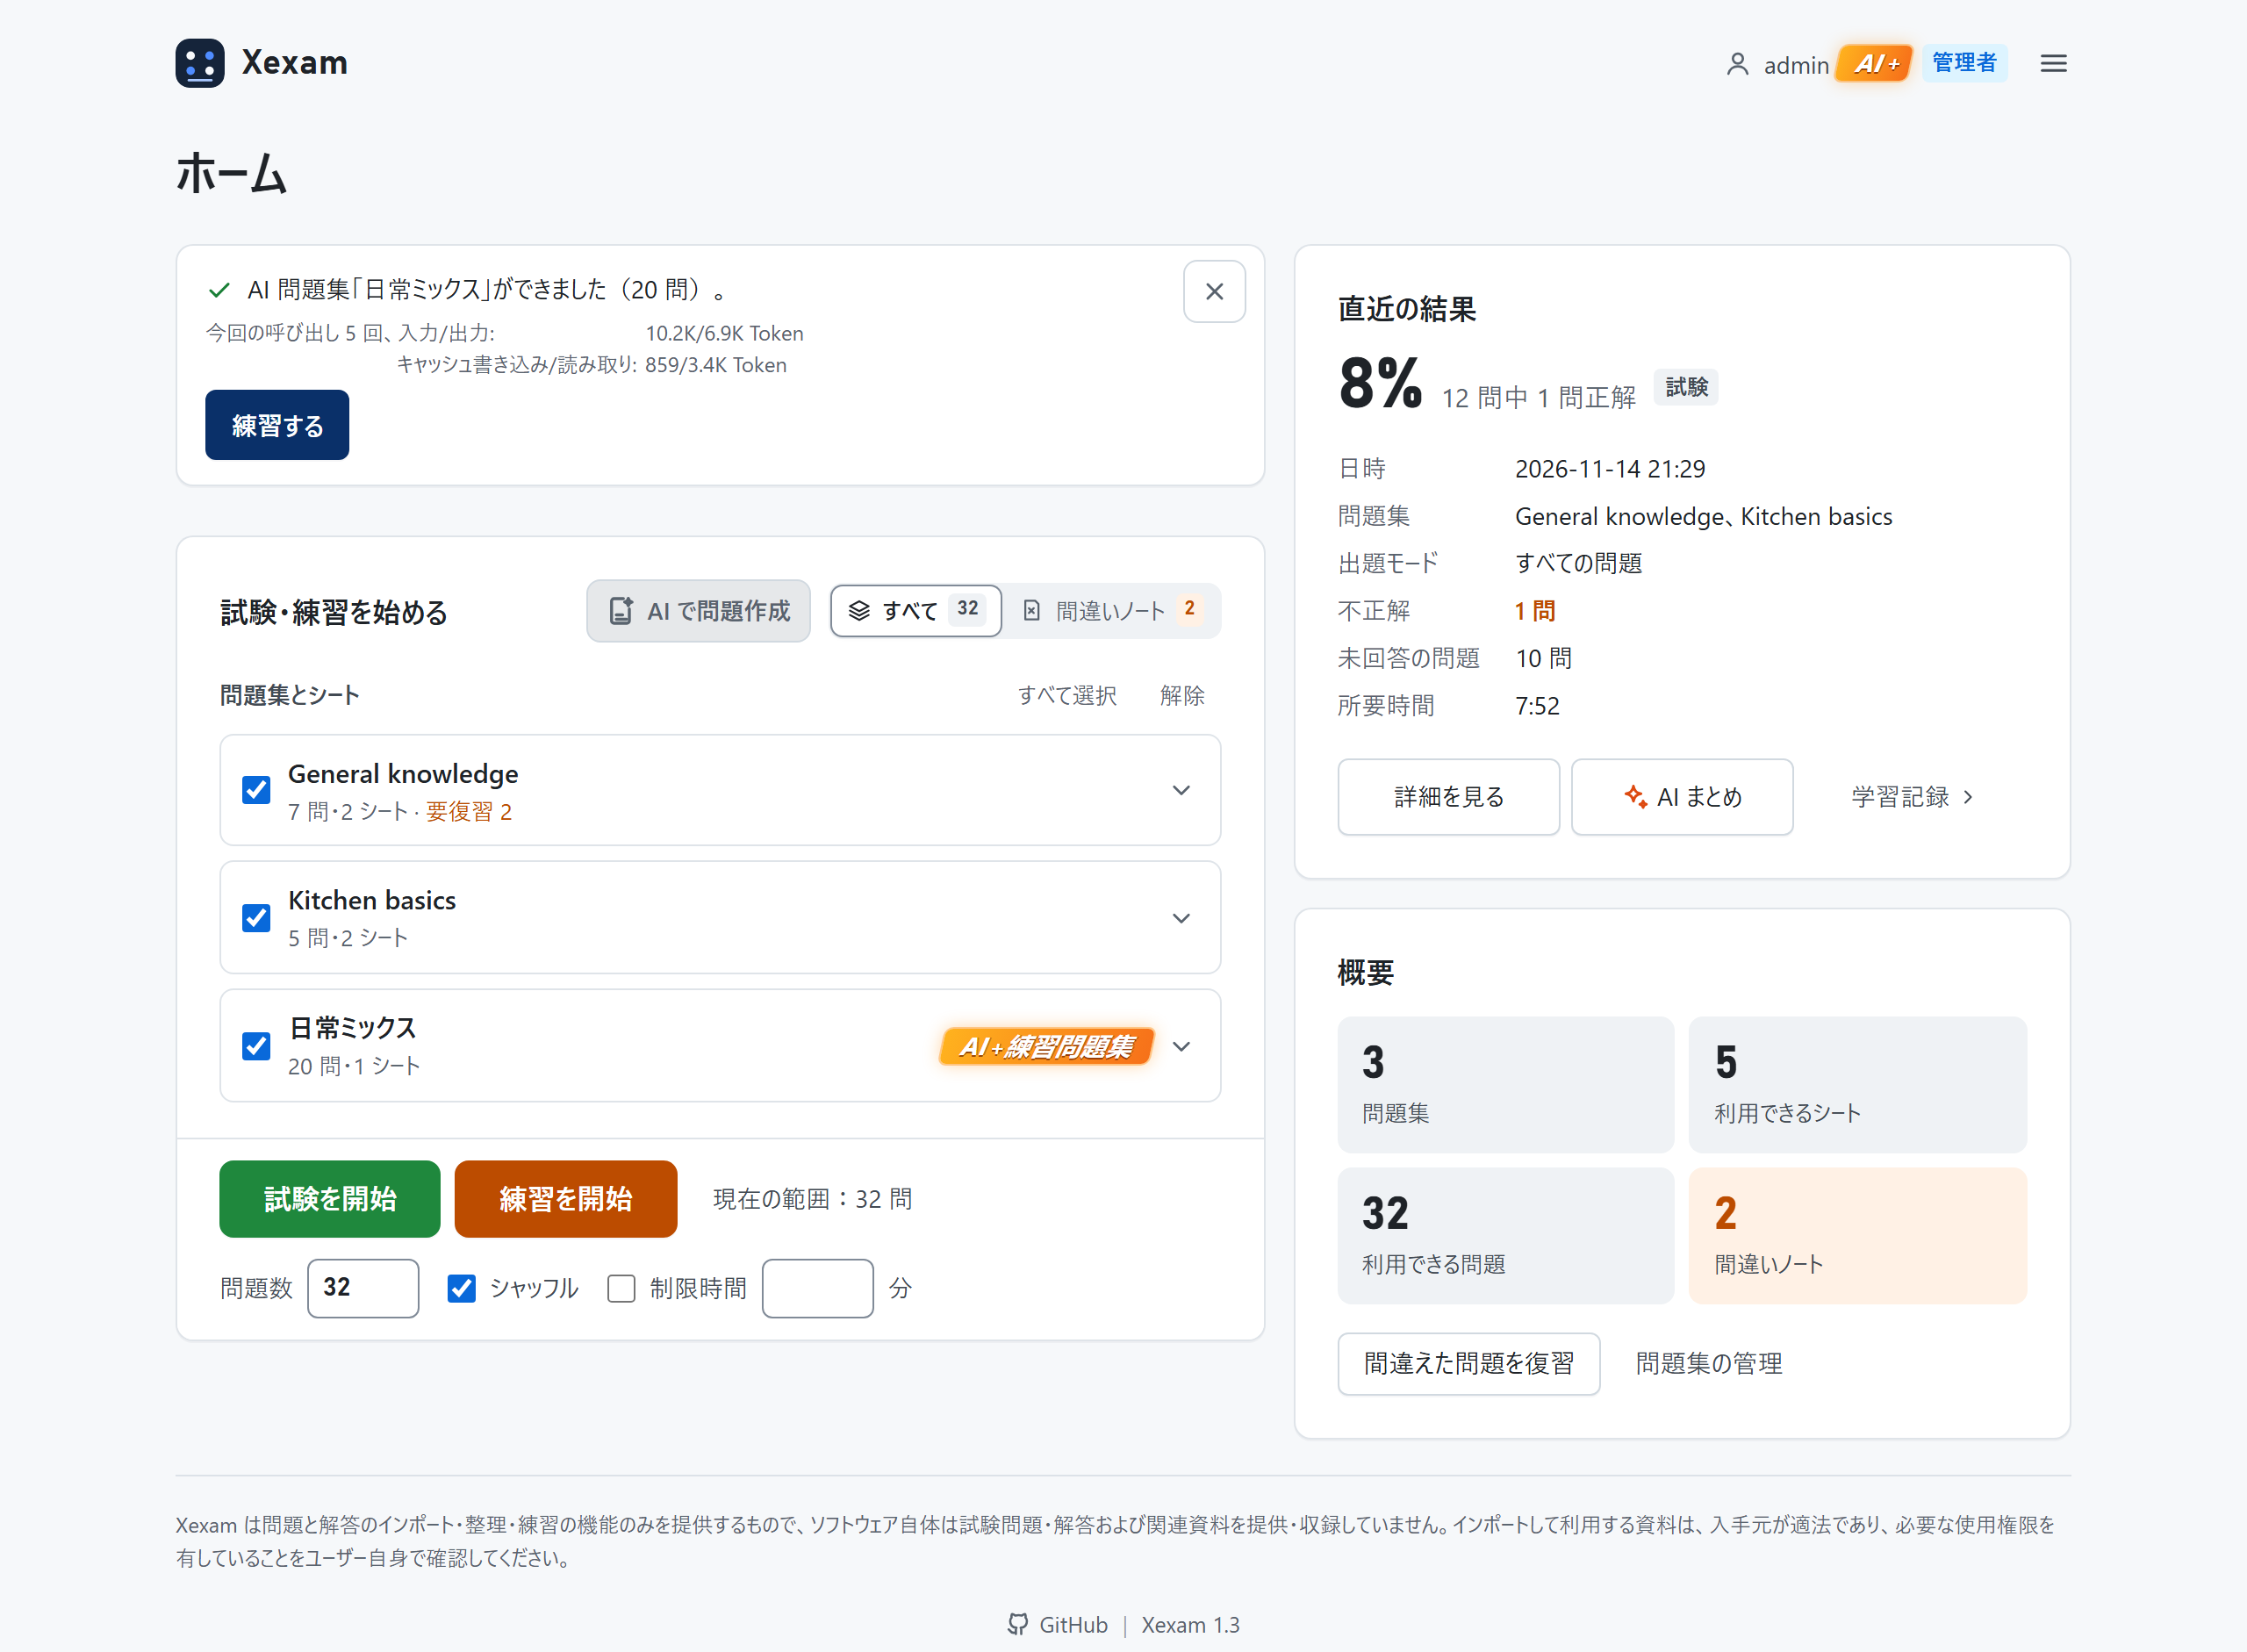 Xexam
admin AI+ 管理者
ホーム
AI 問題集「日常ミックス」ができました（20 問）。
今回の呼び出し 5 回、入力/出力: 10.2K/6.9K Token
キャッシュ書き込み/読み取り: 859/3.4K Token
練習する
試験・練習を始める
AI で問題作成
すべて 32
間違いノート 2
問題集とシート
すべて選択 解除
General knowledge
7 問・2 シート · 要復習 2
Kitchen basics
5 問・2 シート
日常ミックス
20 問・1 シート
AI+練習問題集
試験を開始
練習を開始
現在の範囲：32 問
問題数 32 シャッフル 制限時間 分
直近の結果
8% 12 問中 1 問正解 試験
日時 2026-11-14 21:29
問題集 General knowledge、Kitchen basics
出題モード すべての問題
不正解 1 問
未回答の問題 10 問
所要時間 7:52
詳細を見る
AI まとめ
学習記録
概要
3
問題集
5
利用できるシート
32
利用できる問題
2
間違いノート
間違えた問題を復習
問題集の管理
Xexam は問題と解答のインポート・整理・練習の機能のみを提供するもので、ソフトウェア自体は試験問題・解答および関連資料を提供・収録していません。インポートして利用する資料は、入手元が適法であり、必要な使用権限を
有していることをユーザー自身で確認してください。
GitHub | Xexam 1.3